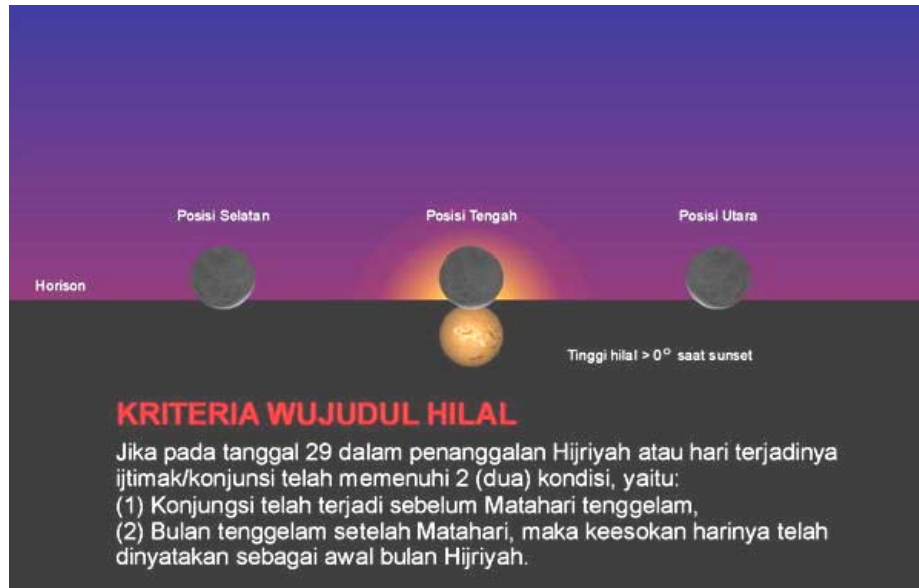 Posisi Selatan
Posisi Tengah
Posisi Utara
Horison
Tinggi hilal > 0° saat sunset
KRITERIA WUJUDUL HILAL
Jika pada tanggal 29 dalam penanggalan Hijriyah atau hari terjadinya
ijtimak/konjunsi telah memenuhi 2 (dua) kondisi, yaitu:
(1) Konjungsi telah terjadi sebelum Matahari tenggelam,
(2) Bulan tenggelam setelah Matahari, maka keesokan harinya telah
dinyatakan sebagai awal bulan Hijriyah.